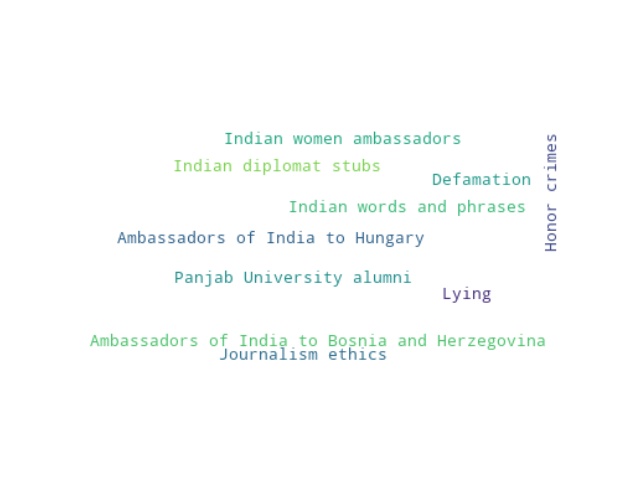 Indian women ambassadors
Indian diplomat stubs
Defamation
Honor crimes
Indian words and phrases
Ambassadors of India to Hungary
Panjab University alumni
Lying
Ambassadors of India to Bosnia and Herzegovina
Journalism ethics